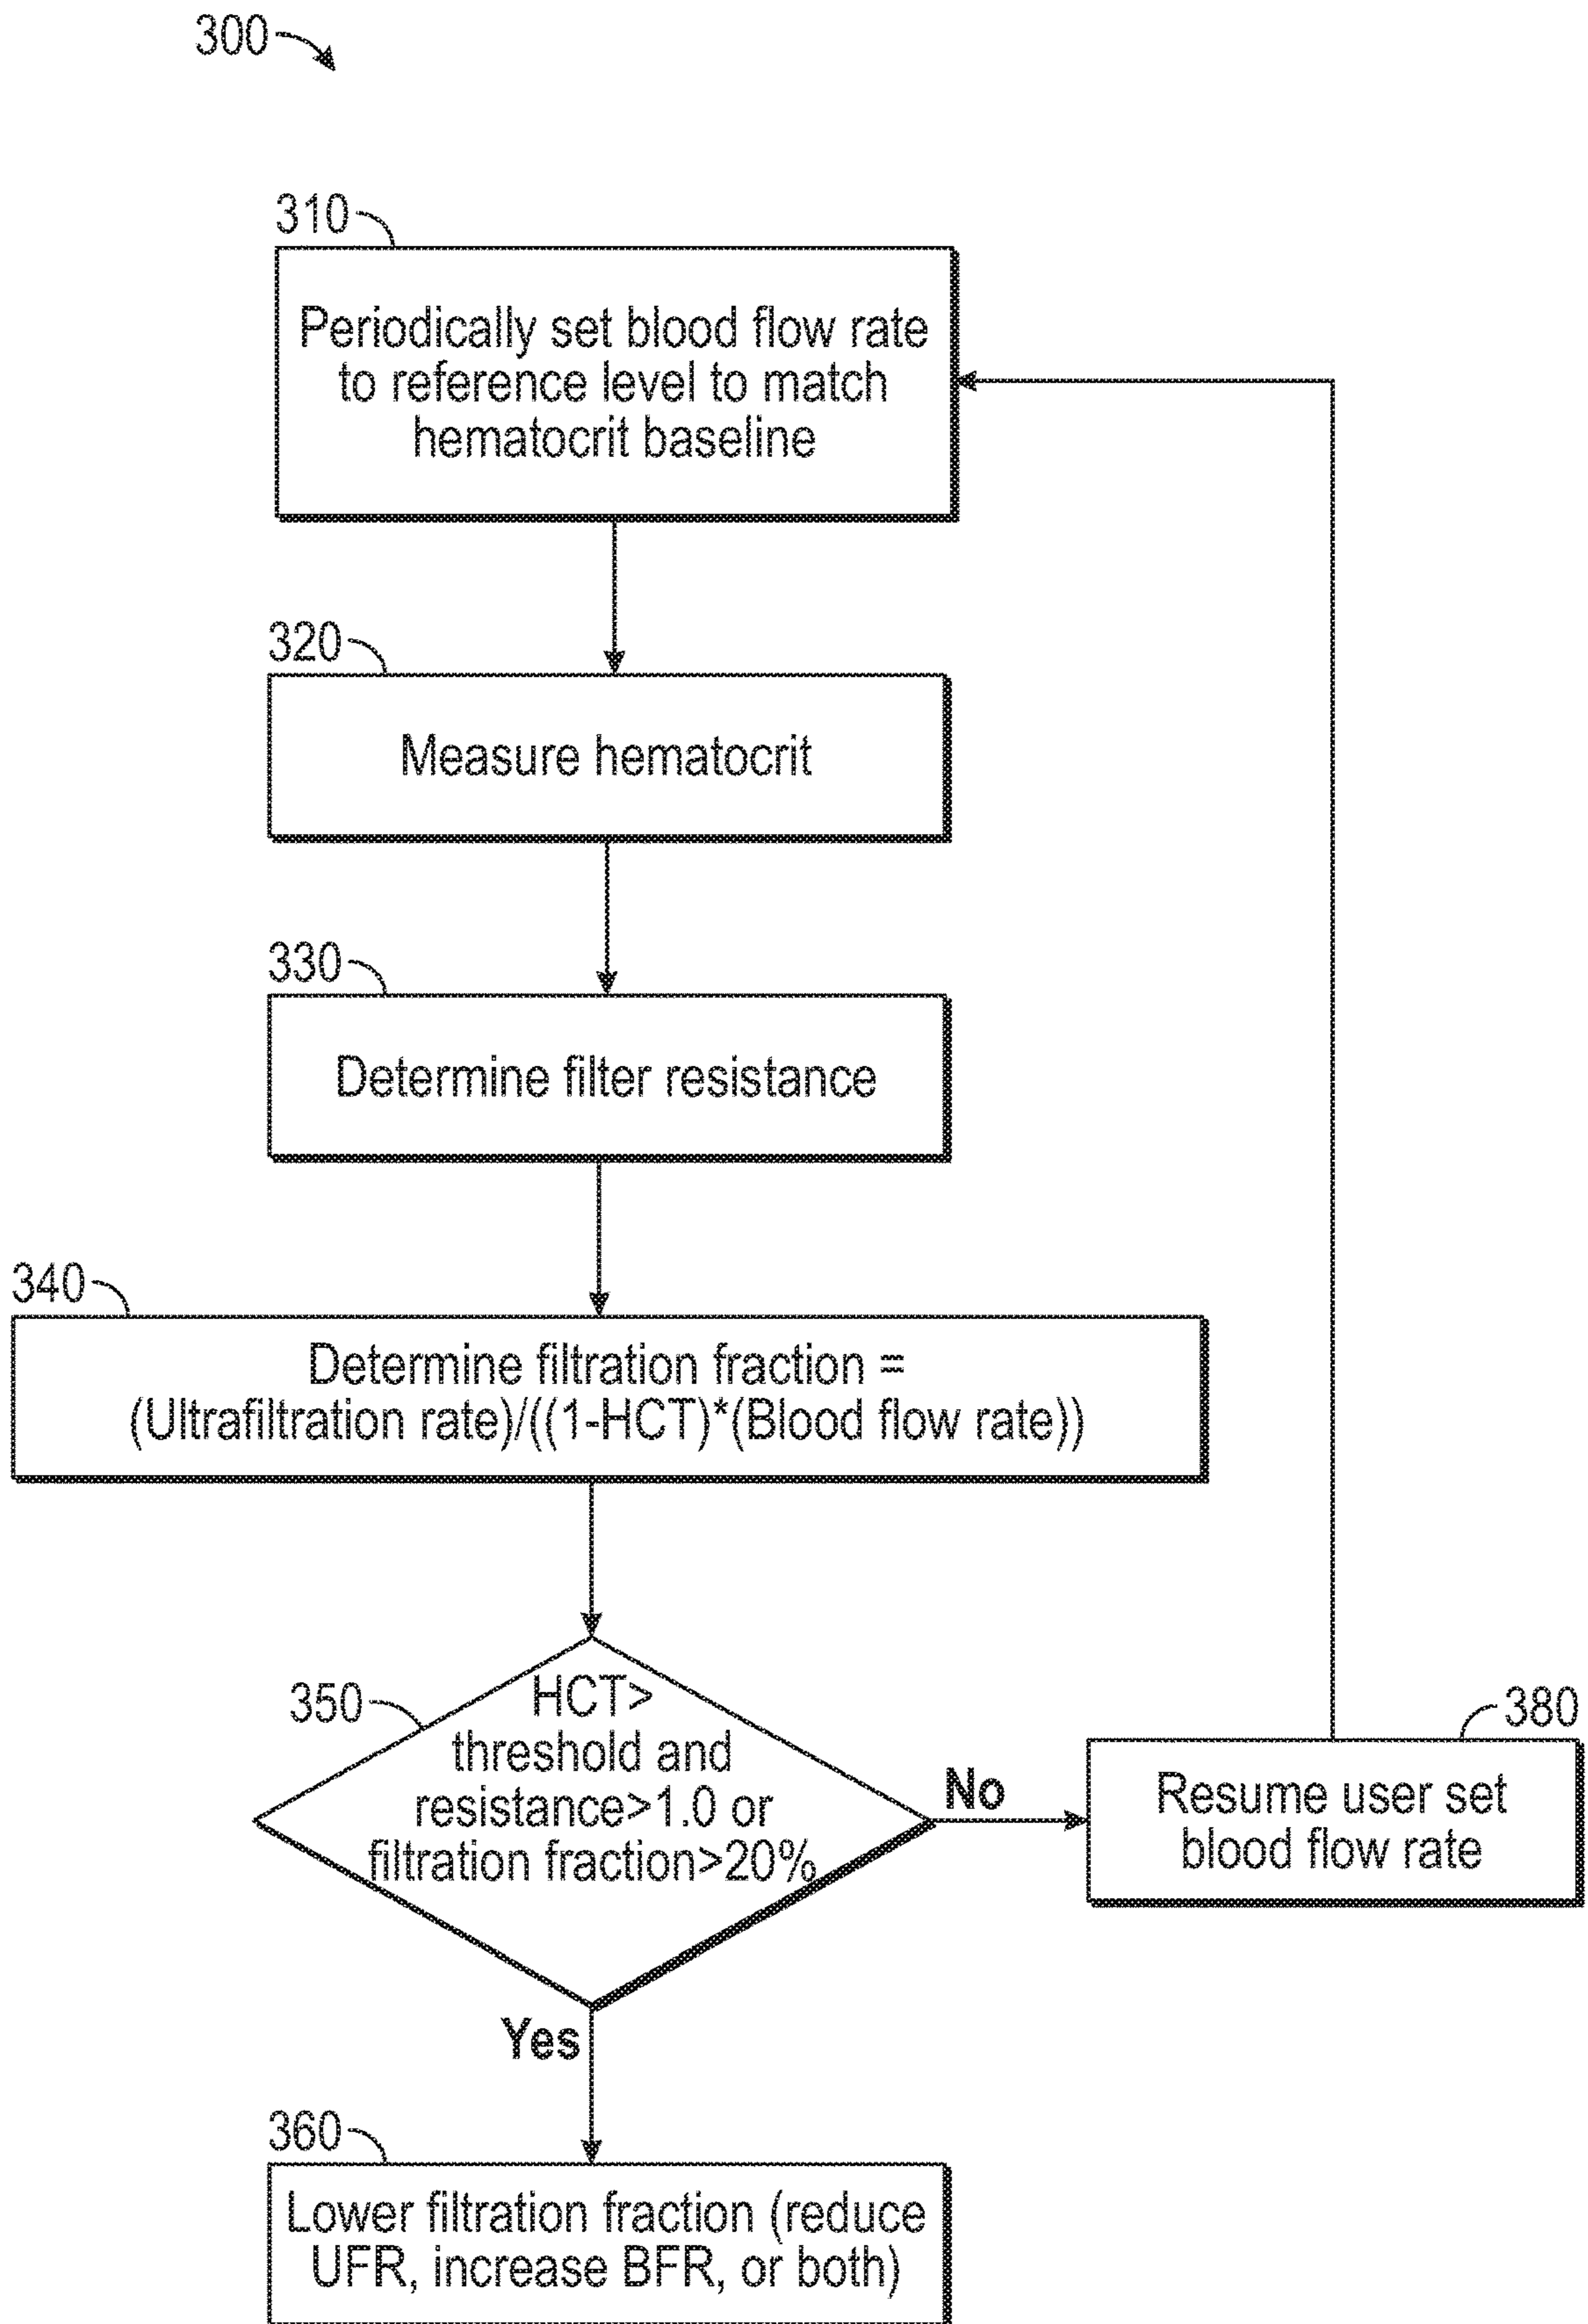 300
310
Periodically set blood flow rate
to reference level to match
hematocrit baseline
320
Measure hematocrit
330
Determine filter resistance
340
Determine filtration fraction =
(Ultrafiltration rate)/((1-HCT)*(Blood flow rate))
350
HCT>
threshold and
resistance>1.0 or
filtration fraction>20%
No
380
Resume user set
blood flow rate
Yes
360
Lower filtration fraction (reduce
UFR, increase BFR, or both)